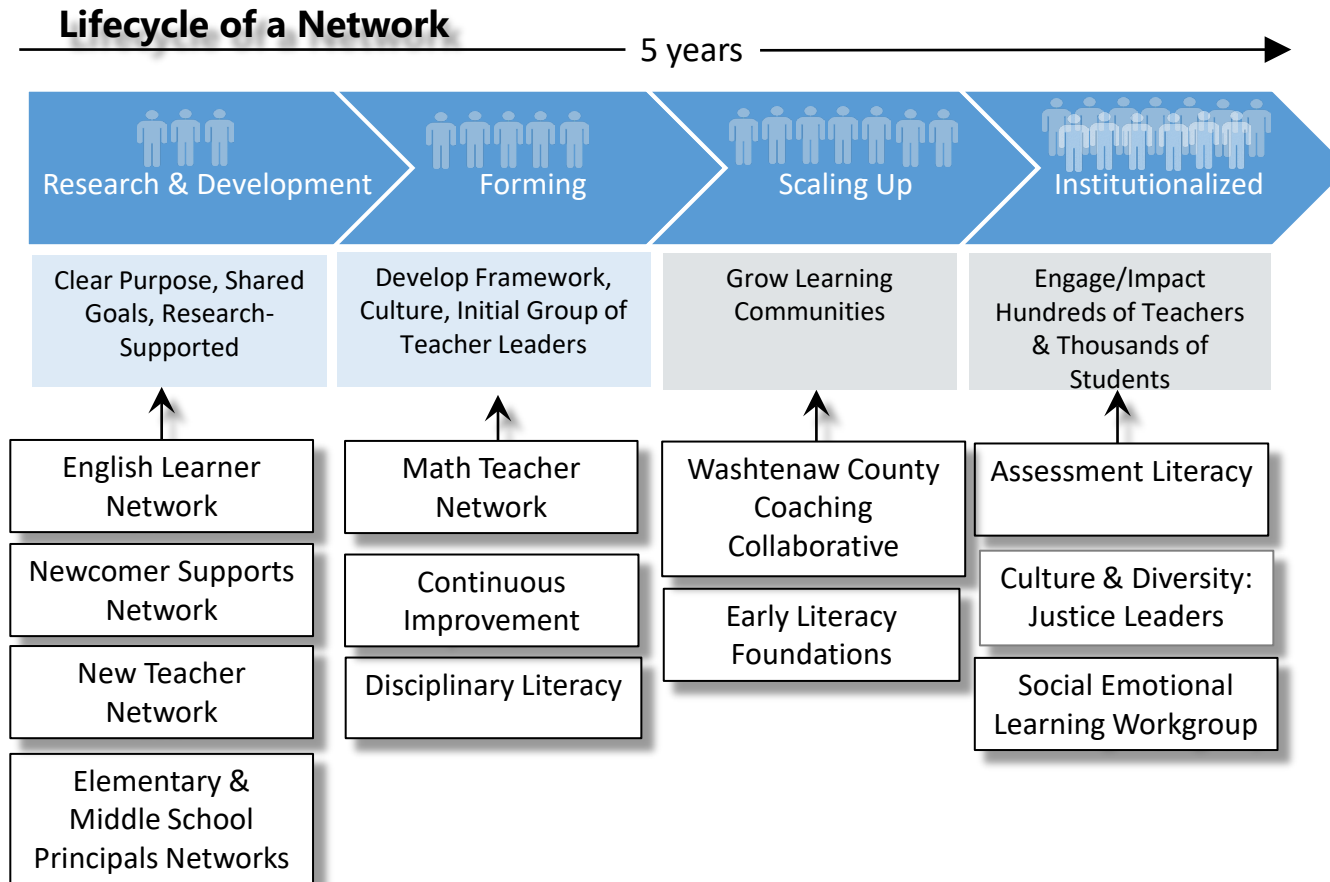 Lifecycle of a Network
5 years
Research & Development
Forming
Scaling Up
Institutionalized
Clear Purpose, Shared
Goals, Research-
Supported
Develop Framework,
Culture, Initial Group of
Teacher Leaders
Grow Learning
Communities
Engage/Impact
Hundreds of Teachers
& Thousands of
Students
English Learner
Network
Newcomer Supports
Network
New Teacher
Network
Elementary &
Middle School
Principals Networks
Math Teacher
Network
Continuous
Improvement
Disciplinary Literacy
Washtenaw County
Coaching
Collaborative
Early Literacy
Foundations
Assessment Literacy
Culture & Diversity:
Justice Leaders
Social Emotional
Learning Workgroup